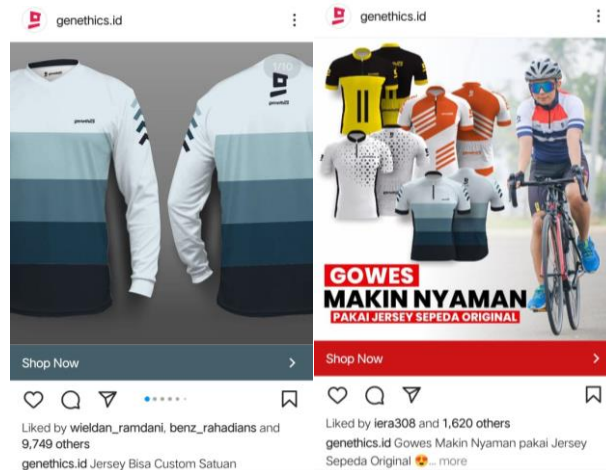 genethics.id
1/10
Shop Now
Liked by wieldan_ramdani, benz_rahadians and
9,749 others
genethics.id Jersey Bisa Custom Satuan
genethics.id
GOWES
MAKIN NYAMAN
PAKAI JERSEY SEPEDA ORIGINAL
Shop Now
Liked by iera308 and 1,620 others
genethics.id Gowes Makin Nyaman pakai Jersey
Sepeda Original 😍... more